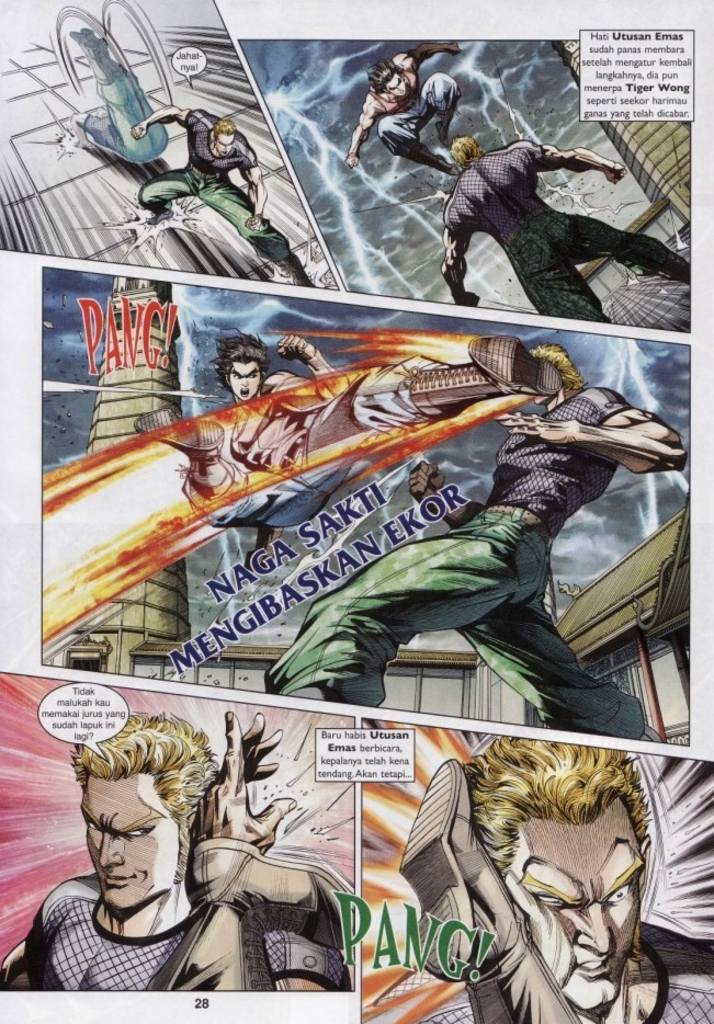 Jahat-
nya!
Hati Utusan Emas
sudah panas membara
setelah mengatur kembali
langkahnya, dia pun
menerpa Tiger Wong
seperti seekor harimau
ganas yang telah dicabar.
PANG!
NAGA SAKTI
MENGIBASKAN EKOR
Tidak
malukah kau
memakai jurus yang
sudah lapuk ini
lagi?
Baru habis Utusan
Emas berbicara,
kepalanya telah kena
tendang. Akan tetapi...
PANG!
28